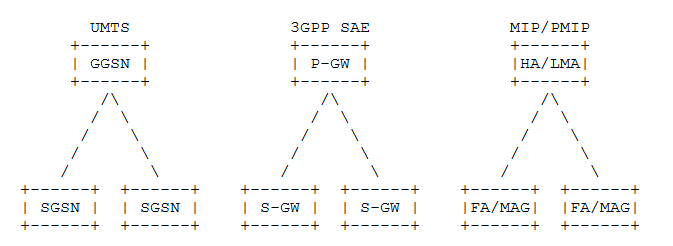 UMTS 3GPP SAE MIP/PMIP
GGSN P-GW HA/LMA
SGSN SGSN S-GW S-GW FA/MAG FA/MAG